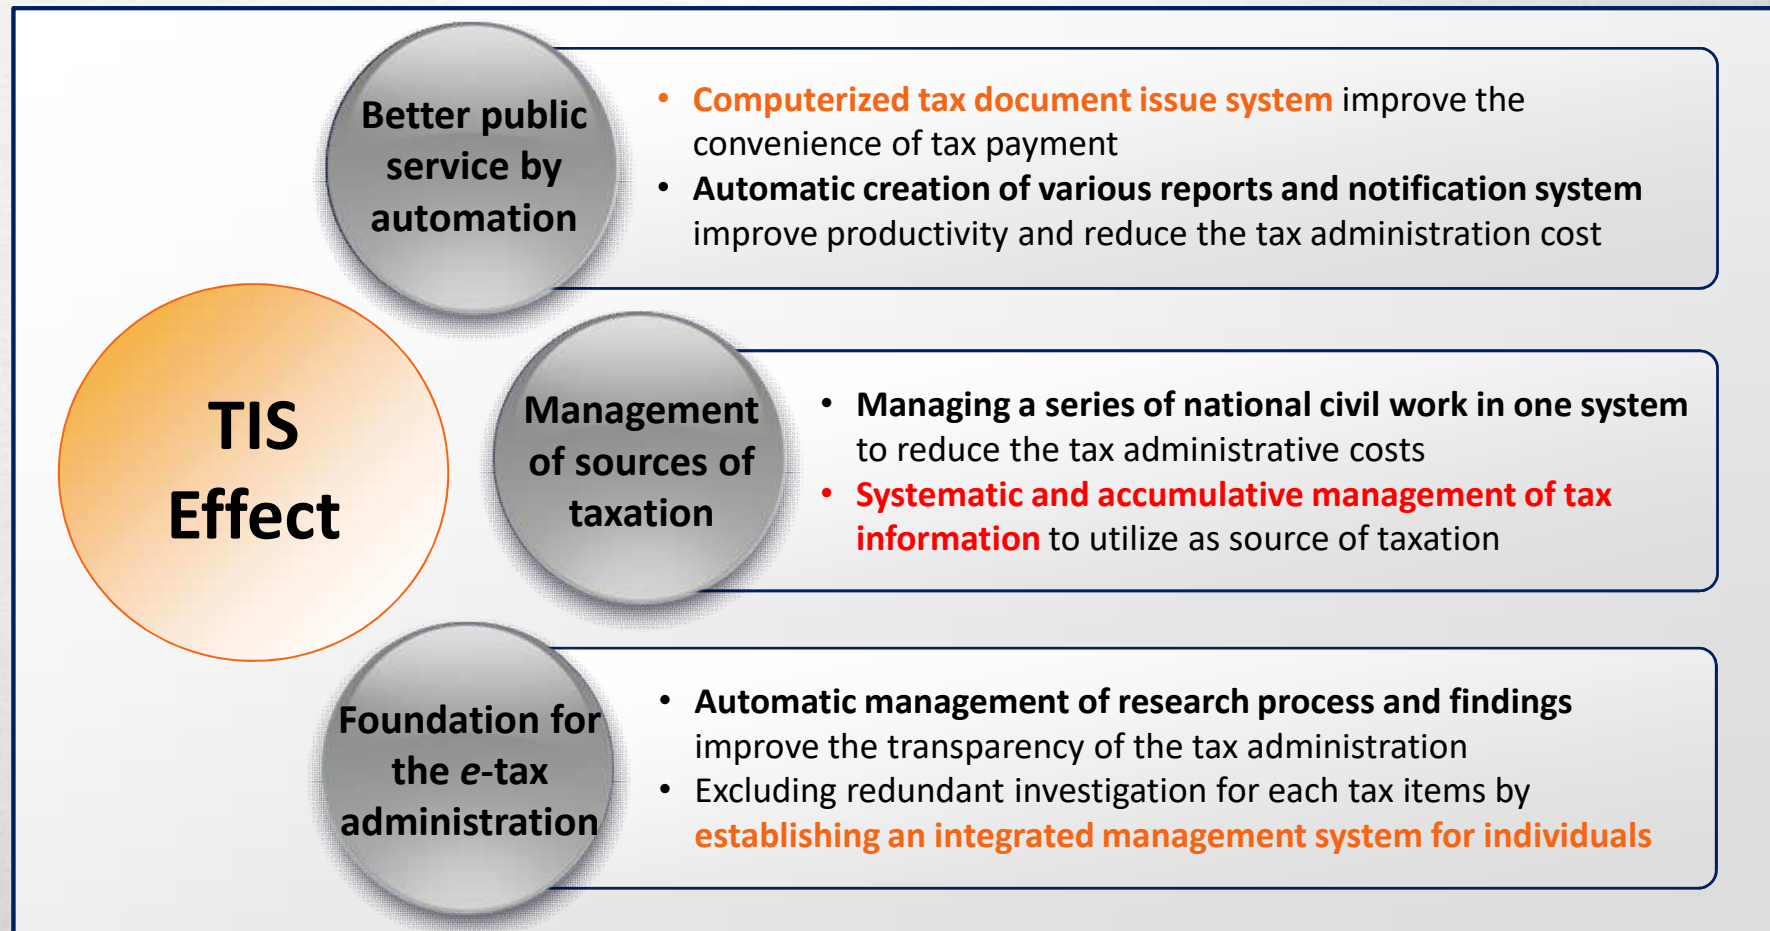 TIS
Effect
Better public
service by
automation
• Computerized tax document issue system improve the
convenience of tax payment
• Automatic creation of various reports and notification system
improve productivity and reduce the tax administration cost
Management
of sources of
taxation
• Managing a series of national civil work in one system
to reduce the tax administrative costs
• Systematic and accumulative management of tax
information to utilize as source of taxation
Foundation for
the e-tax
administration
• Automatic management of research process and findings
improve the transparency of the tax administration
• Excluding redundant investigation for each tax items by
establishing an integrated management system for individuals